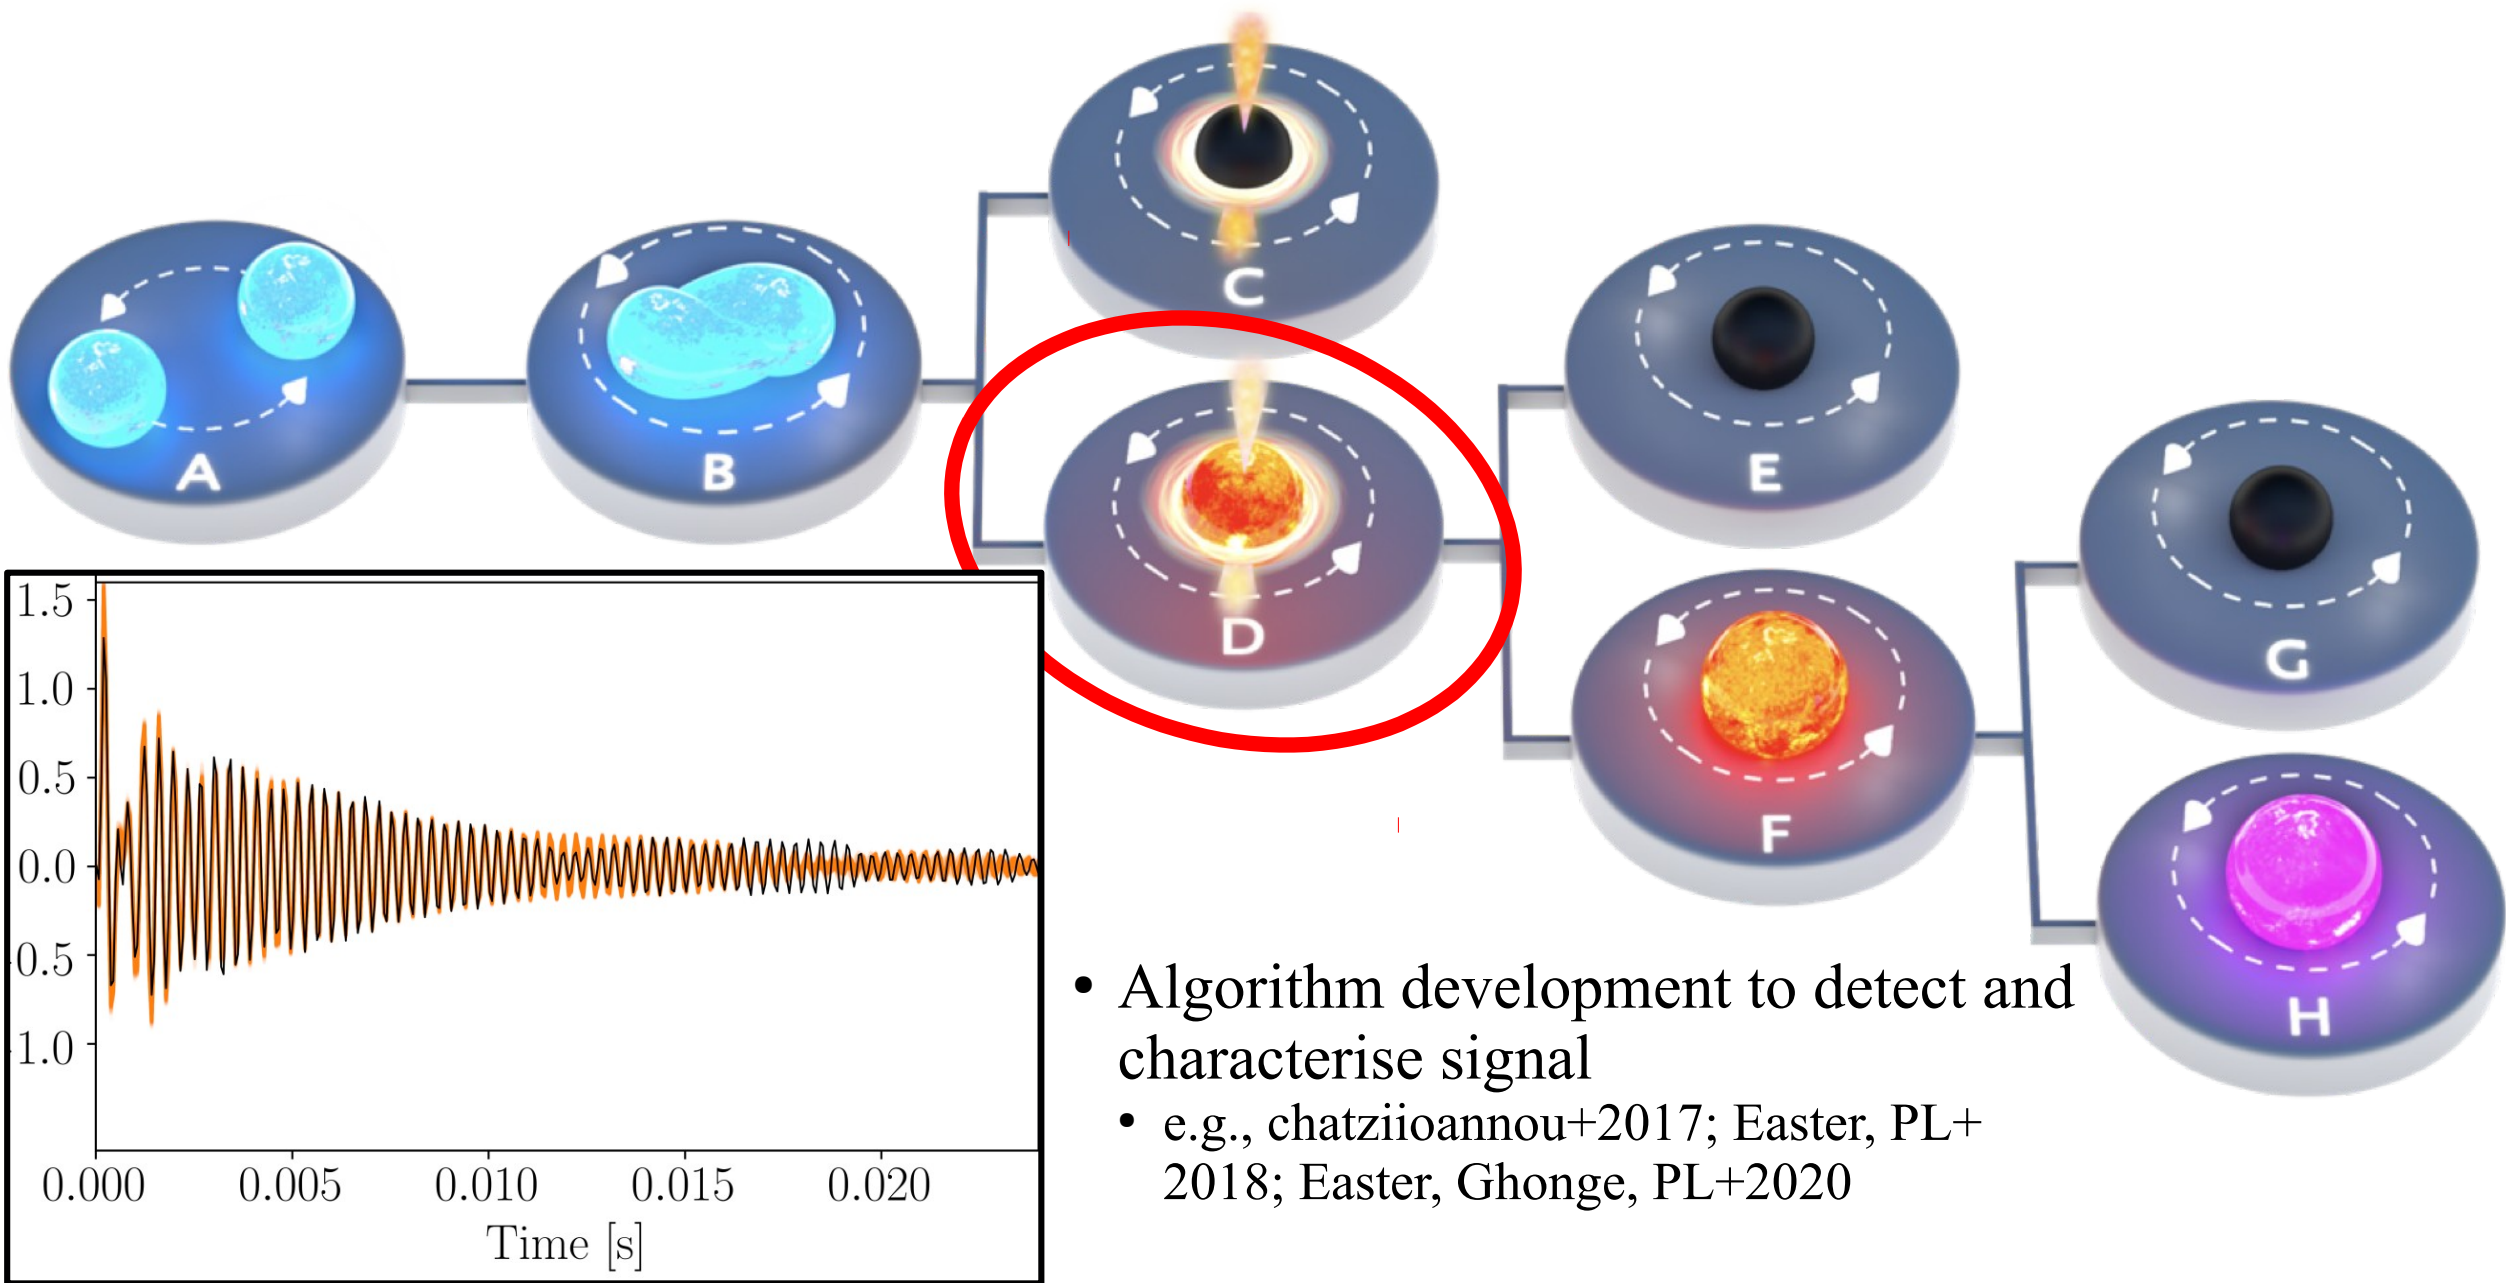 C
A
B
E
D
G
F
H
1.5
1.0
0.5
0.0
0.5
1.0
0.000 0.005 0.010 0.015 0.020
Time [s]
• Algorithm development to detect and
characterise signal
• e.g., chatziioannou+2017; Easter, PL+
2018; Easter, Ghonge, PL+2020